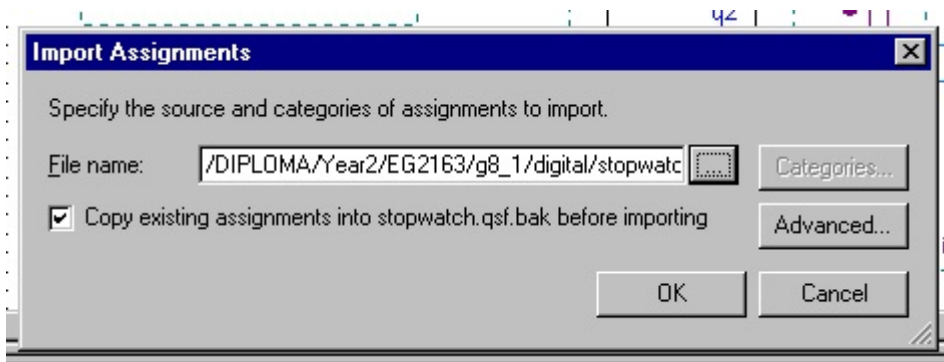 q2
Import Assignments
Specify the source and categories of assignments to import.
File name: /DIPLOMA/Year2/EG2163/g8_1/digital/stopwatc ... Categories...
Copy existing assignments into stopwatch.qsf.bak before importing Advanced...
OK Cancel